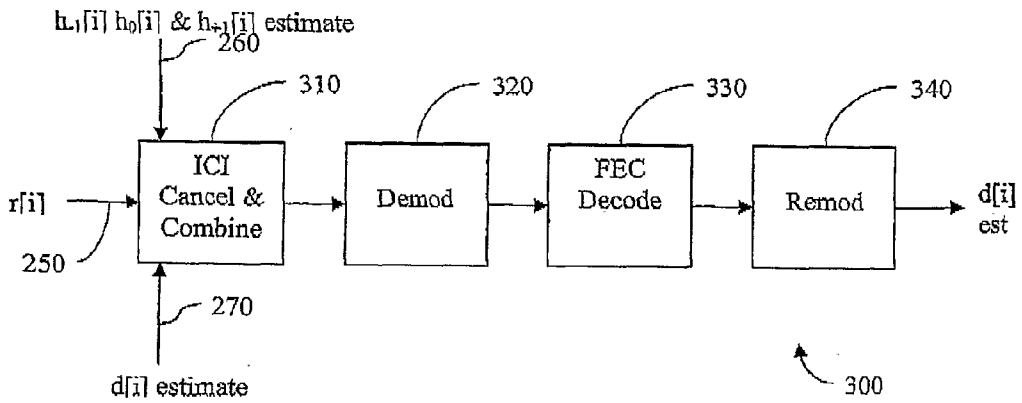 h₋₁[i] h₀[i] & h₊₁[i] estimate
260
310
320
330
340
ICI
Cancel &
Combine
Demod
FEC
Decode
Remod
r[i]
d[i]
est
250
270
300
d[i] estimate